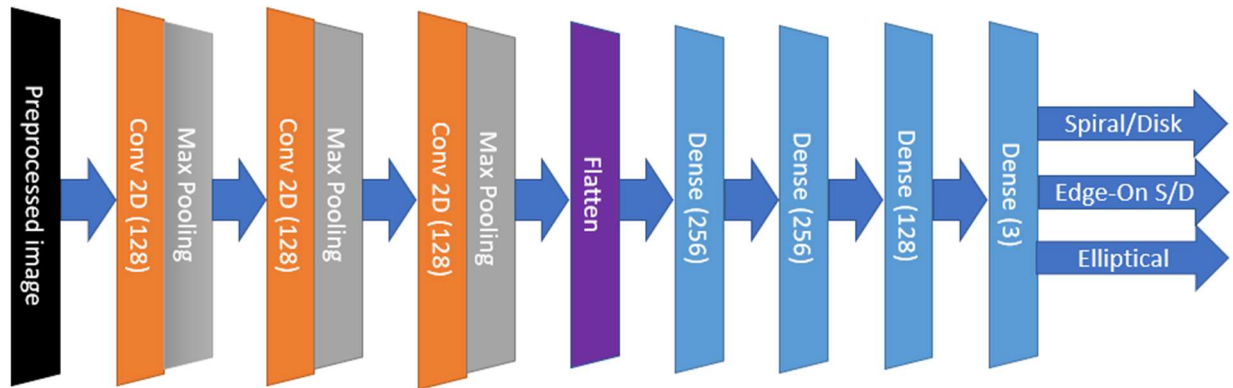 Preprocessed image
Conv 2D (128)
Max Pooling
Conv 2D (128)
Max Pooling
Conv 2D (128)
Max Pooling
Flatten
Dense (256)
Dense (256)
Dense (128)
Dense (3)
Spiral/Disk
Edge-On S/D
Elliptical